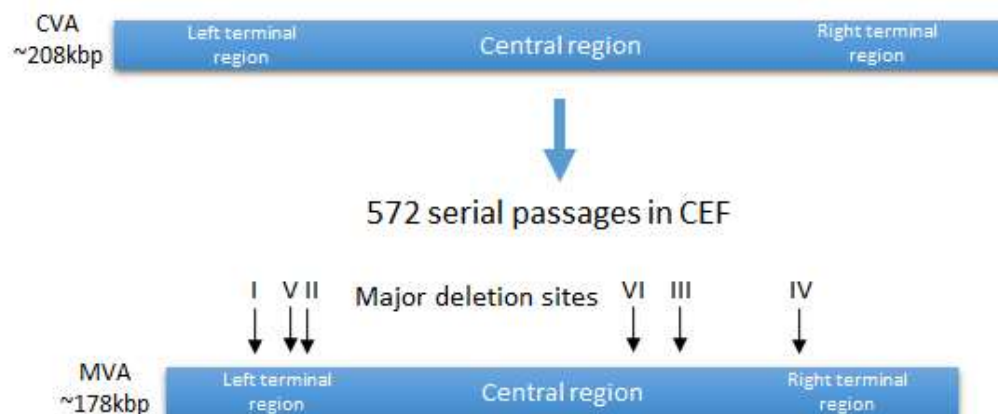 CVA
~208kbp
Left terminal
region
Central region
Right terminal
region
572 serial passages in CEF
I V II Major deletion sites VI III IV
MVA
~178kbp
Left terminal
region
Central region
Right terminal
region